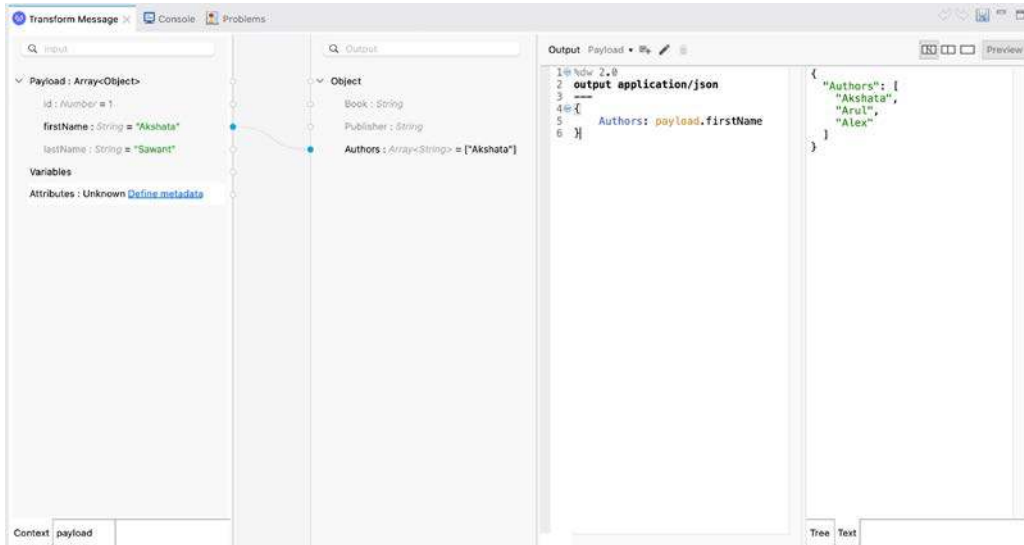 Transform Message
Console
Problems
Input
Payload : Array<Object>
id : Number = 1
firstName : String = "Akshata"
lastName : String = "Sawant"
Variables
Attributes : Unknown Define metadata
Context payload
Output
Object
Book : String
Publisher : String
Authors : Array<String> = ["Akshata"]
Output Payload
Preview
1 %dw 2.0
2 output application/json
3 ---
4 {
5 Authors: payload.firstName
6 }
{
"Authors": [
"Akshata",
"Arul",
"Alex"
]
}
Tree Text